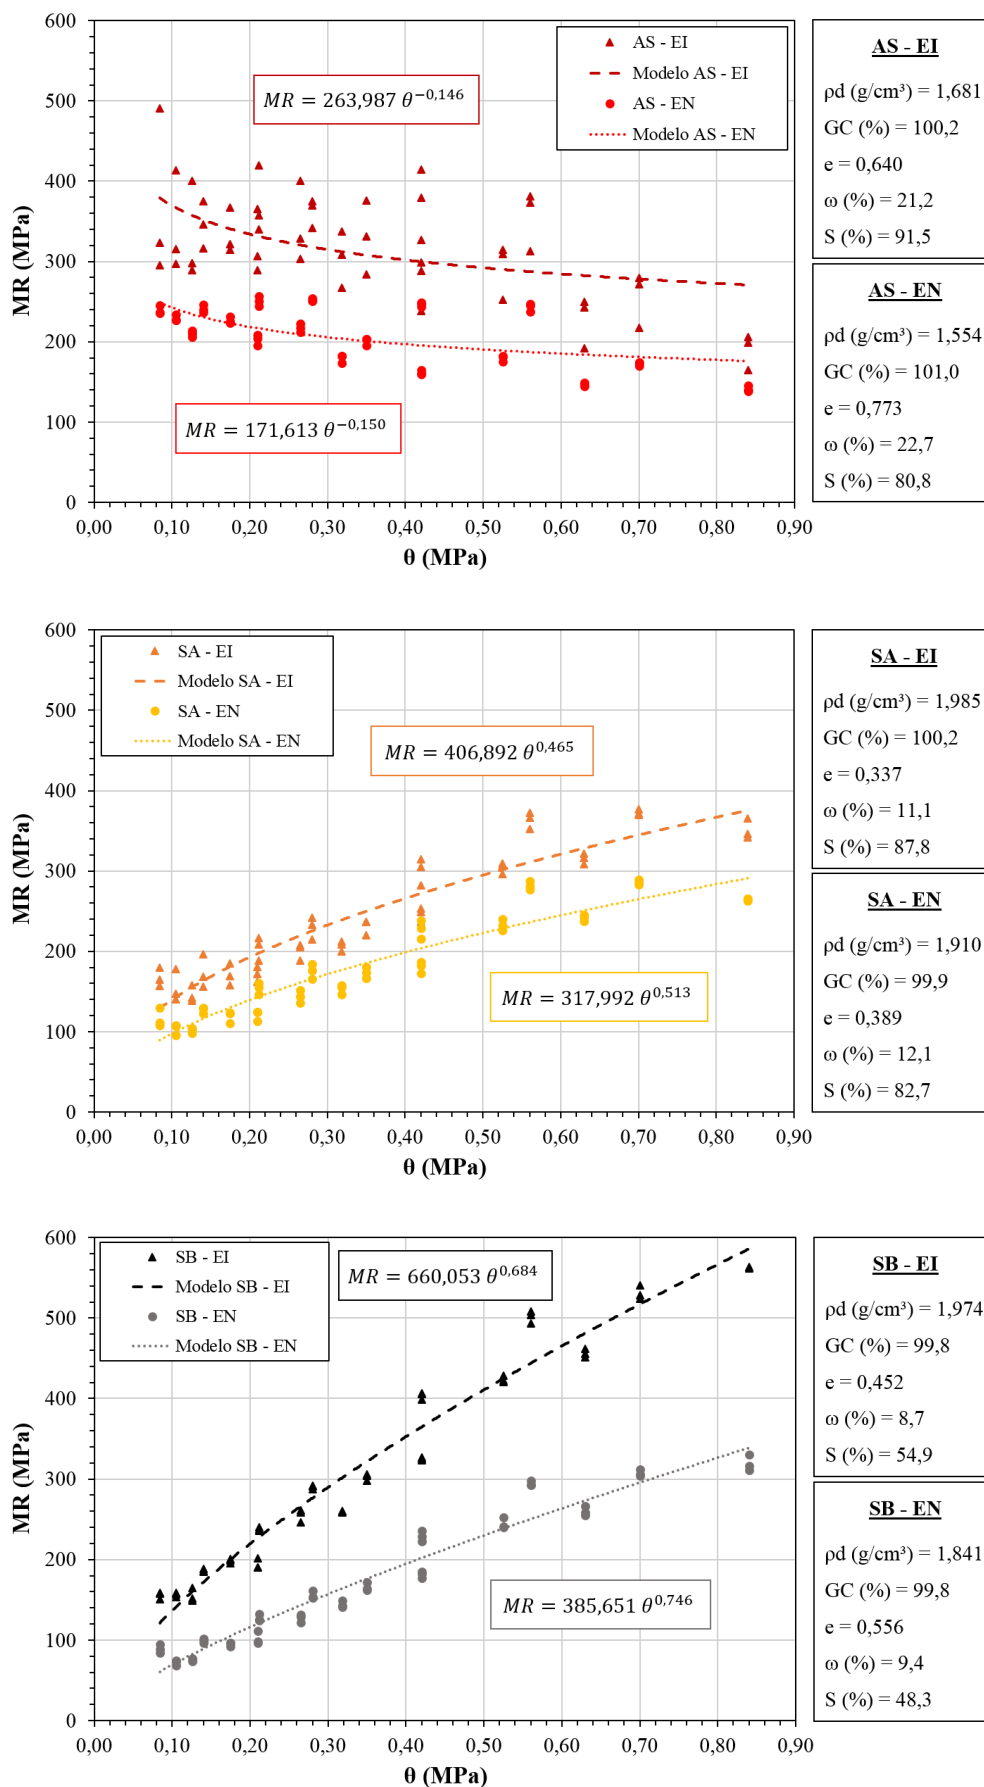 600
500
400
300
200
100
0
MR (MPa)
AS - EI
Modelo AS - EI
AS - EN
Modelo AS - EN
MR = 263,987 θ^−0,146
MR = 171,613 θ^−0,150
0,00 0,10 0,20 0,30 0,40 0,50 0,60 0,70 0,80 0,90
θ (MPa)
AS - EI
ρd (g/cm³) = 1,681
GC (%) = 100,2
e = 0,640
ω (%) = 21,2
S (%) = 91,5
AS - EN
ρd (g/cm³) = 1,554
GC (%) = 101,0
e = 0,773
ω (%) = 22,7
S (%) = 80,8
600
500
400
300
200
100
0
MR (MPa)
SA - EI
Modelo SA - EI
SA - EN
Modelo SA - EN
MR = 406,892 θ^0,465
MR = 317,992 θ^0,513
0,00 0,10 0,20 0,30 0,40 0,50 0,60 0,70 0,80 0,90
θ (MPa)
SA - EI
ρd (g/cm³) = 1,985
GC (%) = 100,2
e = 0,337
ω (%) = 11,1
S (%) = 87,8
SA - EN
ρd (g/cm³) = 1,910
GC (%) = 99,9
e = 0,389
ω (%) = 12,1
S (%) = 82,7
600
500
400
300
200
100
0
MR (MPa)
SB - EI
Modelo SB - EI
SB - EN
Modelo SB - EN
MR = 660,053 θ^0,684
MR = 385,651 θ^0,746
0,00 0,10 0,20 0,30 0,40 0,50 0,60 0,70 0,80 0,90
θ (MPa)
SB - EI
ρd (g/cm³) = 1,974
GC (%) = 99,8
e = 0,452
ω (%) = 8,7
S (%) = 54,9
SB - EN
ρd (g/cm³) = 1,841
GC (%) = 99,8
e = 0,556
ω (%) = 9,4
S (%) = 48,3